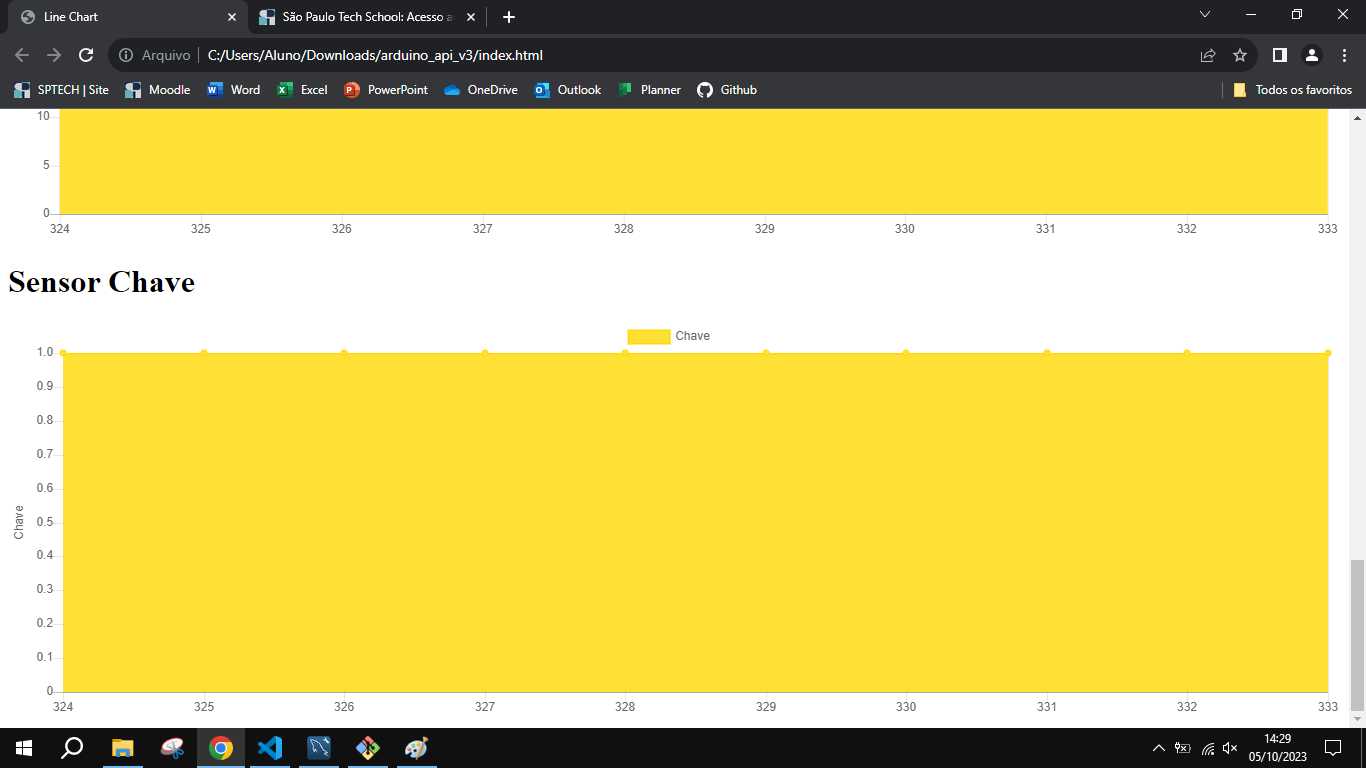 Line Chart
São Paulo Tech School: Acesso a
Arquivo
C:/Users/Aluno/Downloads/arduino_api_v3/index.html
SPTECH | Site
Moodle
Word
Excel
PowerPoint
OneDrive
Outlook
Planner
Github
Todos os favoritos
10
5
0
324 325 326 327 328 329 330 331 332 333
Sensor Chave
Chave
1.0
0.9
0.8
0.7
0.6
0.5
0.4
0.3
0.2
0.1
0
Chave
324 325 326 327 328 329 330 331 332 333
14:29
05/10/2023